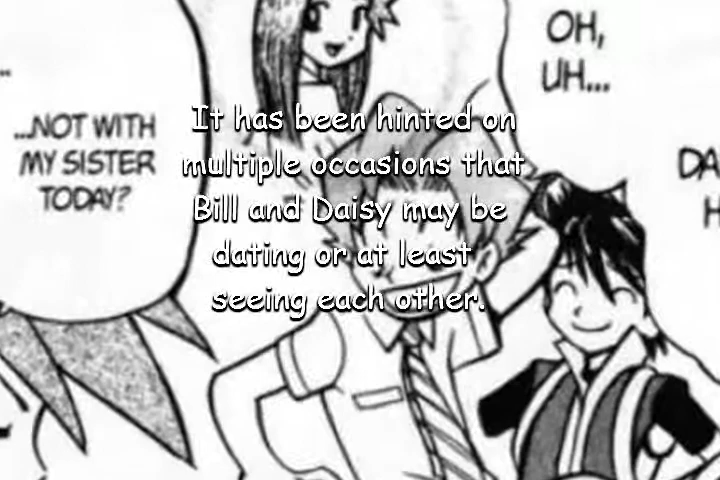 ...NOT WITH
MY SISTER
TODAY?
It has been hinted on
multiple occasions that
Bill and Daisy may be
dating or at least
seeing each other.
OH,
UH...
DA
H